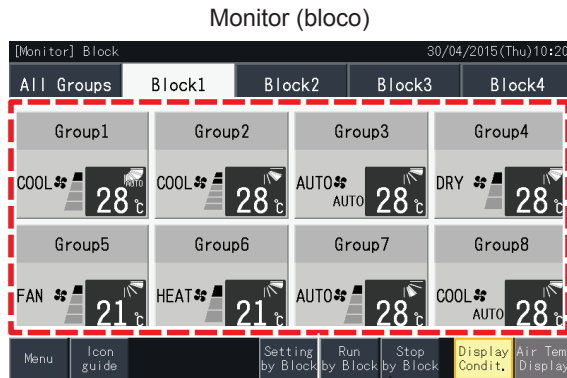 Monitor (bloco)
[Monitor] Block 30/04/2015(Thu)10:20
All Groups Block1 Block2 Block3 Block4
Group1 Group2 Group3 Group4
COOL AUTO 28℃ COOL 28℃ AUTO AUTO 28℃ DRY 28℃
Group5 Group6 Group7 Group8
FAN 21℃ HEAT 21℃ AUTO 28℃ COOL AUTO 28℃
Menu Icon guide Setting by Block Run by Block Stop by Block Display Condit. Air Tem Display